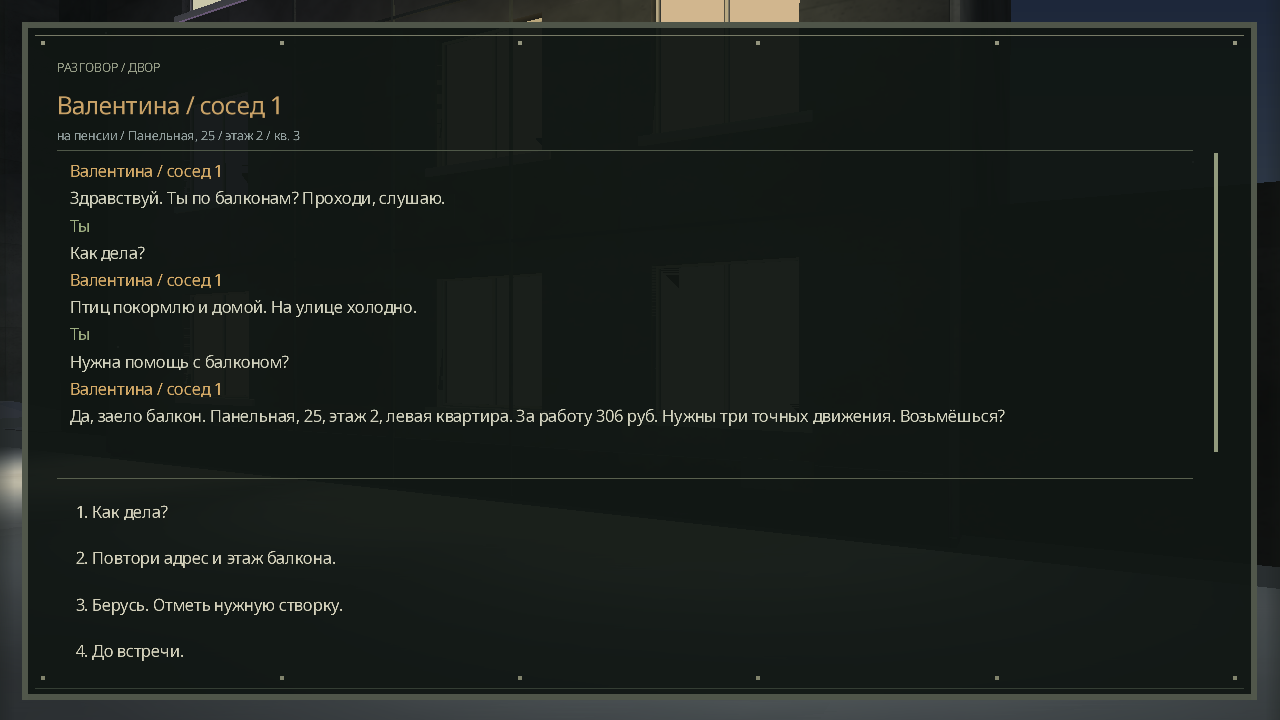 РАЗГОВОР / ДВОР
Валентина / сосед 1
на пенсии / Панельная, 25 / этаж 2 / кв. 3
Валентина / сосед 1
Здравствуй. Ты по балконам? Проходи, слушаю.
Ты
Как дела?
Валентина / сосед 1
Птиц покормлю и домой. На улице холодно.
Ты
Нужна помощь с балконом?
Валентина / сосед 1
Да, заело балкон. Панельная, 25, этаж 2, левая квартира. За работу 306 руб. Нужны три точных движения. Возьмёшься?
1. Как дела?
2. Повтори адрес и этаж балкона.
3. Берусь. Отметь нужную створку.
4. До встречи.